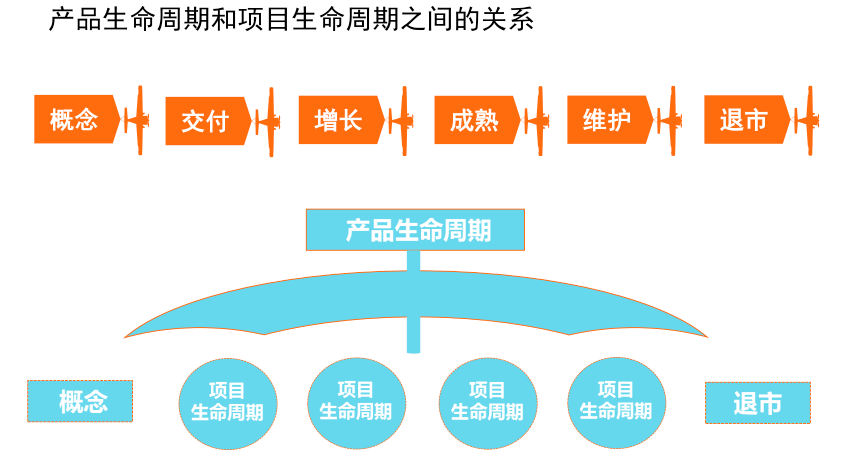 产品生命周期和项目生命周期之间的关系
概念
交付
增长
成熟
维护
退市
产品生命周期
概念
项目
生命周期
项目
生命周期
项目
生命周期
项目
生命周期
退市